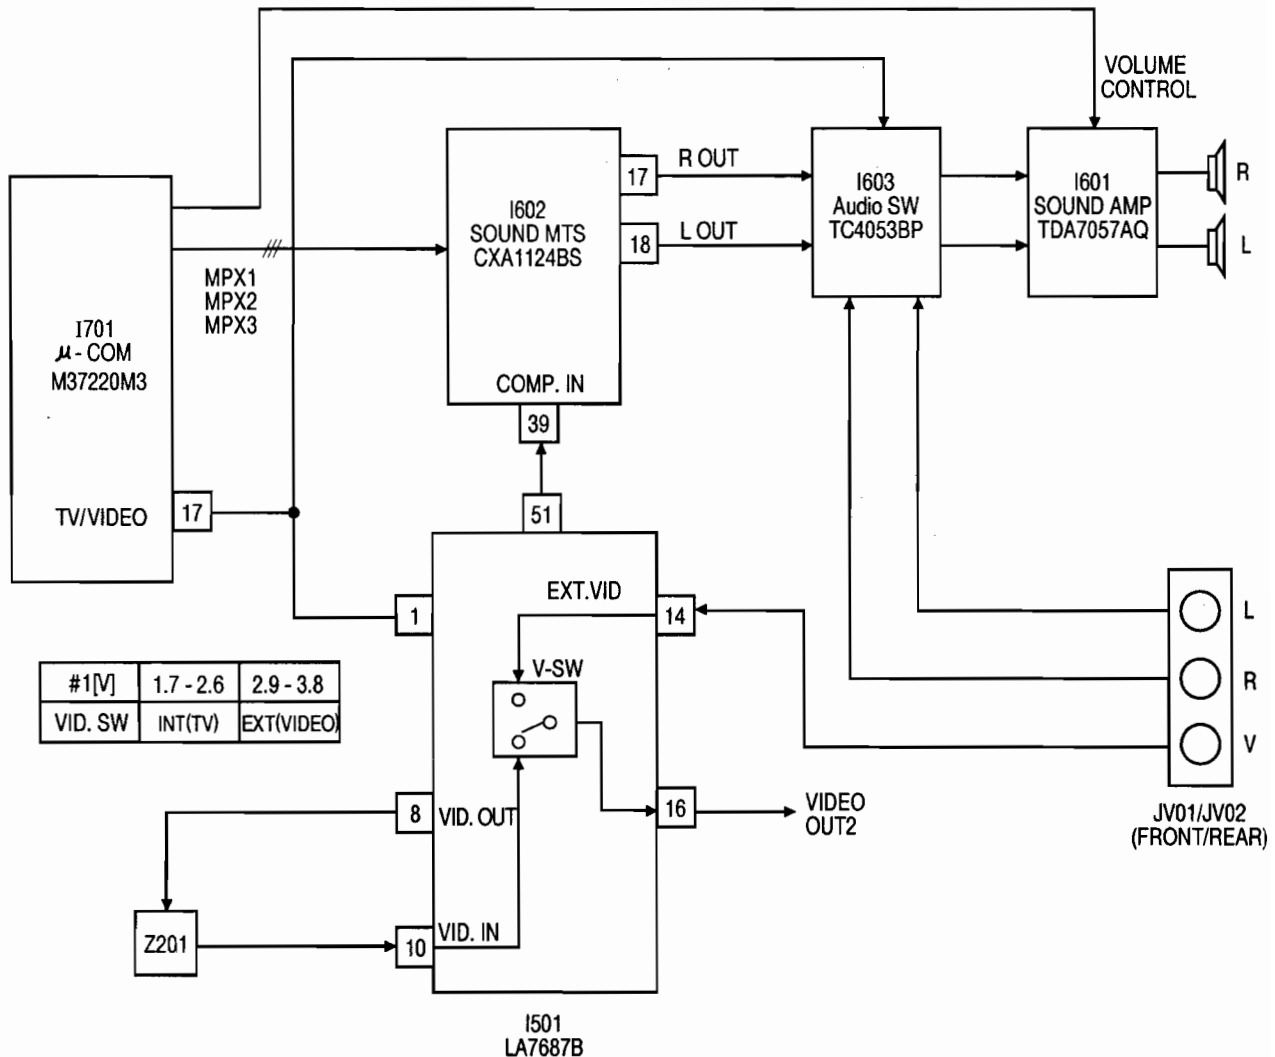 VOLUME
CONTROL
I701
μ - COM
M37220M3
TV/VIDEO
17
MPX1
MPX2
MPX3
I602
SOUND MTS
CXA1124BS
COMP. IN
17
18
39
R OUT
L OUT
I603
Audio SW
TC4053BP
I601
SOUND AMP
TDA7057AQ
R
L
51
1
EXT.VID
14
V-SW
8
VID. OUT
16
VIDEO
OUT2
Z201
10
VID. IN
I501
LA7687B
L
R
V
JV01/JV02
(FRONT/REAR)
#1[V] 1.7 - 2.6 2.9 - 3.8
VID. SW INT(TV) EXT(VIDEO)